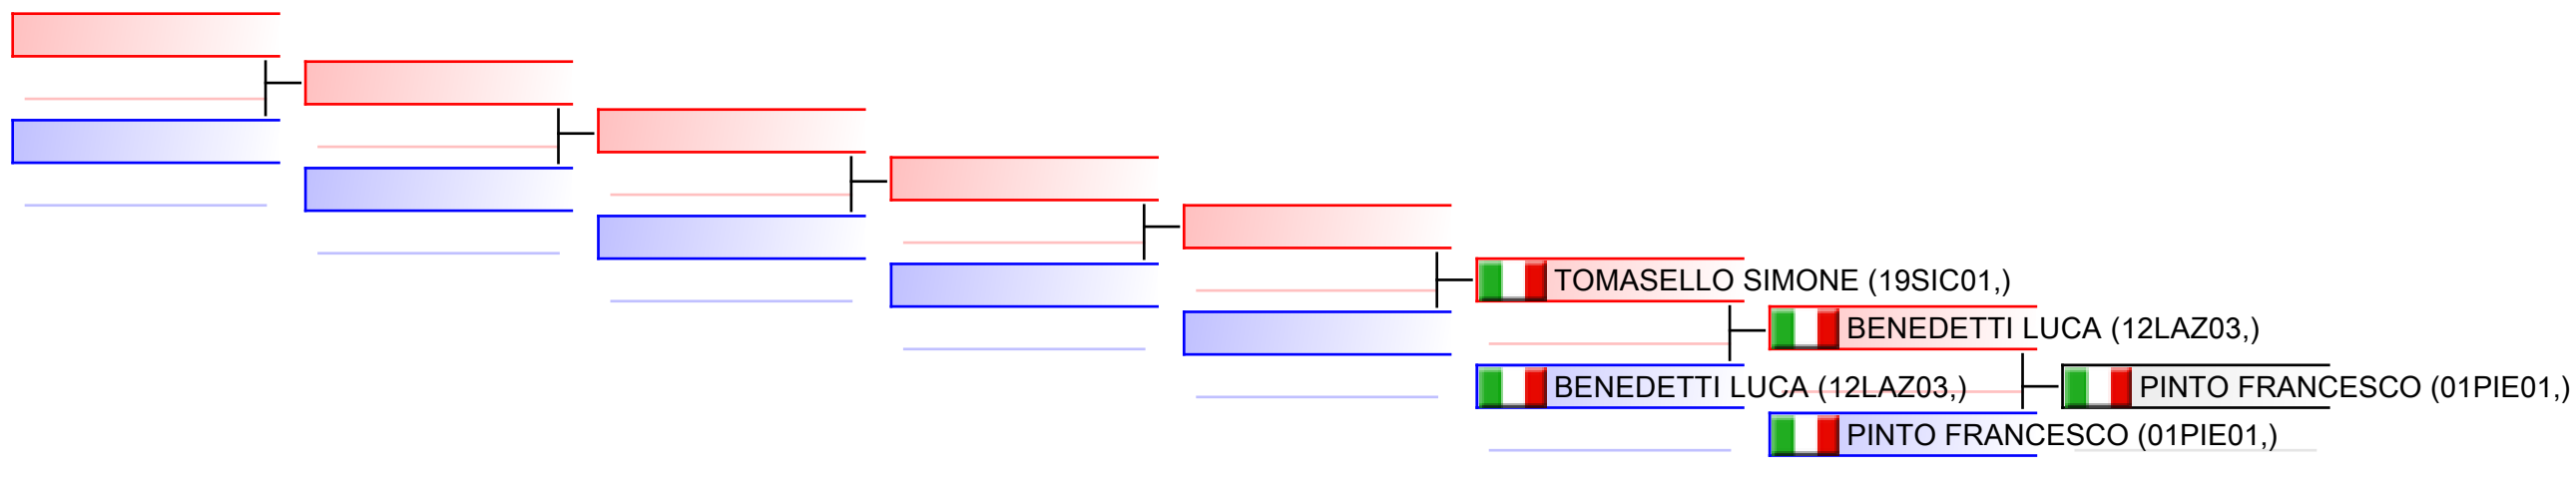 TOMASELLO SIMONE (19SIC01,)
BENEDETTI LUCA (12LAZ03,)
BENEDETTI LUCA (12LAZ03,)
PINTO FRANCESCO (01PIE01,)
PINTO FRANCESCO (01PIE01,)